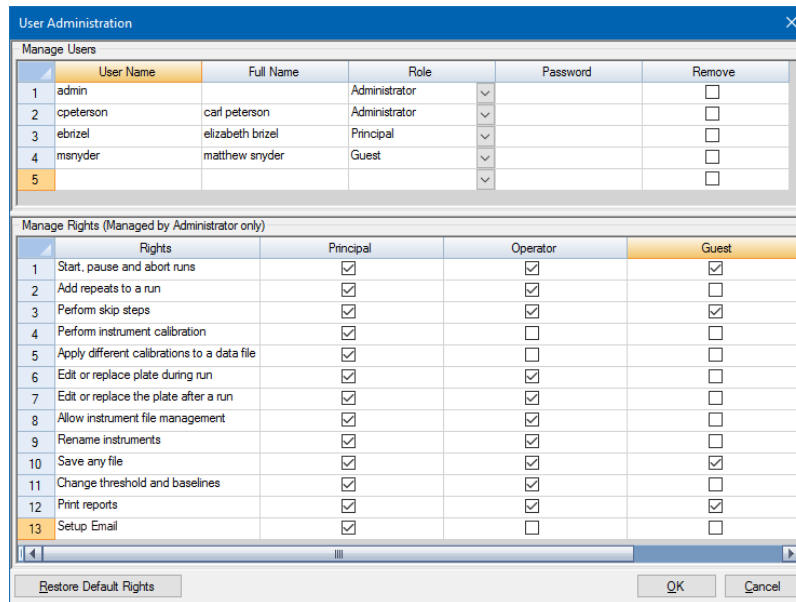 User Administration
Manage Users
User Name Full Name Role Password Remove
1 admin Administrator
2 cpeterson carl peterson Administrator
3 ebrizel elizabeth brizel Principal
4 msnyder matthew snyder Guest
5
Manage Rights (Managed by Administrator only)
Rights Principal Operator Guest
1 Start, pause and abort runs
2 Add repeats to a run
3 Perform skip steps
4 Perform instrument calibration
5 Apply different calibrations to a data file
6 Edit or replace plate during run
7 Edit or replace the plate after a run
8 Allow instrument file management
9 Rename instruments
10 Save any file
11 Change threshold and baselines
12 Print reports
13 Setup Email
Restore Default Rights OK Cancel